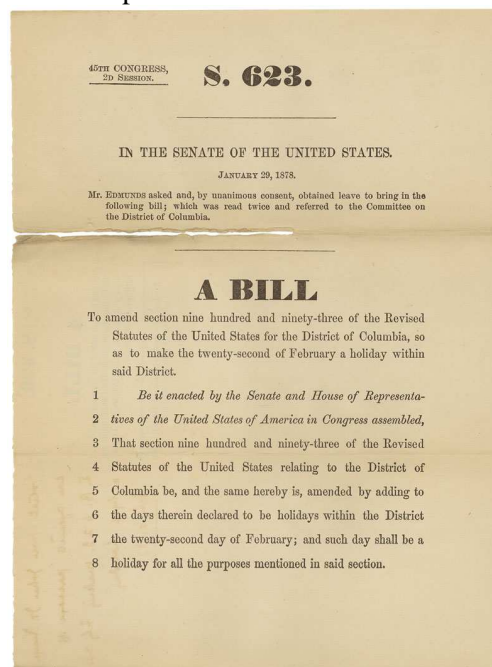 45TH CONGRESS,
2D SESSION.
S. 623.
IN THE SENATE OF THE UNITED STATES.
JANUARY 29, 1878.
Mr. EDMUNDS asked and, by unanimous consent, obtained leave to bring in the
following bill; which was read twice and referred to the Committee on
the District of Columbia.
A BILL
To amend section nine hundred and ninety-three of the Revised
Statutes of the United States for the District of Columbia, so
as to make the twenty-second of February a holiday within
said District.
1 Be it enacted by the Senate and House of Representa-
2 tives of the United States of America in Congress assembled,
3 That section nine hundred and ninety-three of the Revised
4 Statutes of the United States relating to the District of
5 Columbia be, and the same hereby is, amended by adding to
6 the days therein declared to be holidays within the District
7 the twenty-second day of February; and such day shall be a
8 holiday for all the purposes mentioned in said section.